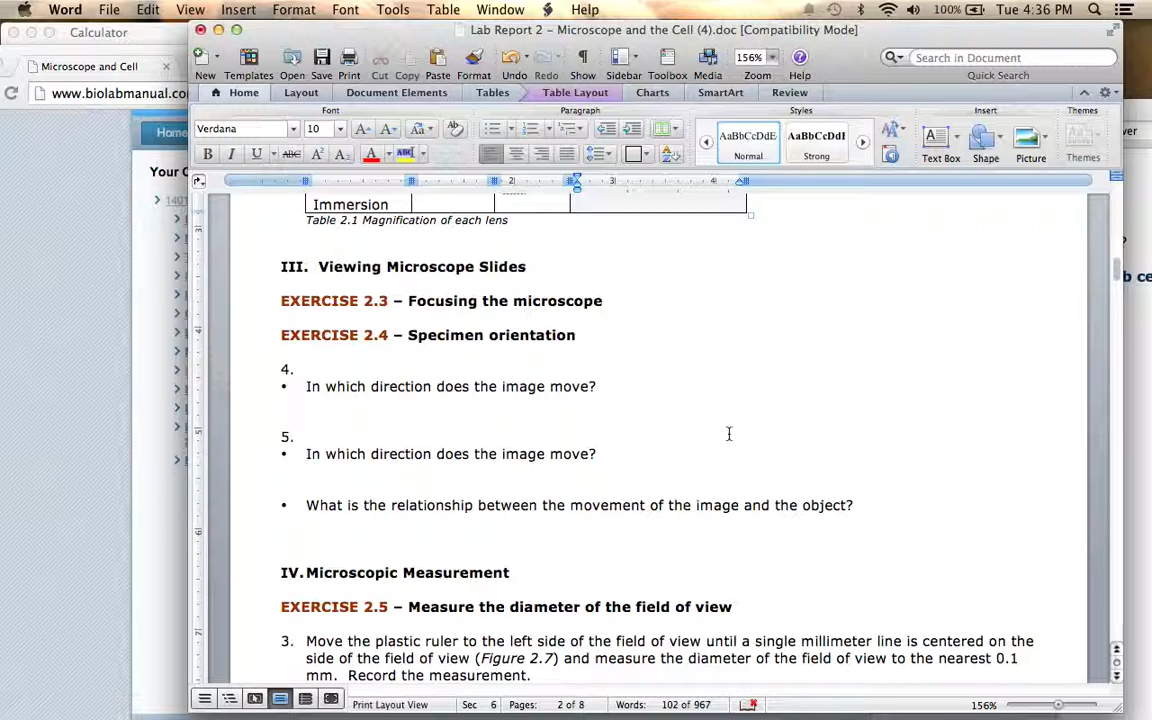 Word File Edit View Insert Format Font Tools Table Window Help 100% Tue 4:36 PM
Calculator
Lab Report 2 – Microscope and the Cell (4).doc [Compatibility Mode]
Microscope and Cell
www.biolabmanual.co
New Templates Open Save Print Cut Copy Paste Format Undo Redo Show Sidebar Toolbox Media Zoom Help
156%
Search in Document
Quick Search
Home Layout Document Elements Tables Table Layout Charts SmartArt Review
Font Paragraph Styles Insert Themes
Verdana 10
AaBbCcDdE AaBbCcDdI
Normal Strong
Text Box Shape Picture Themes
Home
Your C
Immersion
Table 2.1 Magnification of each lens
III. Viewing Microscope Slides
EXERCISE 2.3 – Focusing the microscope
EXERCISE 2.4 – Specimen orientation
4.
• In which direction does the image move?
5.
• In which direction does the image move?
• What is the relationship between the movement of the image and the object?
IV. Microscopic Measurement
EXERCISE 2.5 – Measure the diameter of the field of view
3. Move the plastic ruler to the left side of the field of view until a single millimeter line is centered on the
side of the field of view (Figure 2.7) and measure the diameter of the field of view to the nearest 0.1
mm. Record the measurement.
Print Layout View Sec 6 Pages: 2 of 8 Words: 102 of 967 156%